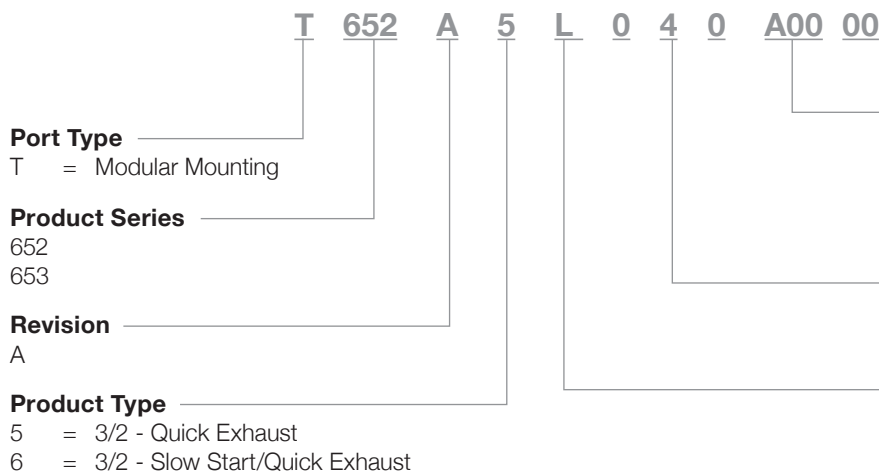 T 652 A 5 L 0 4 0 A00 00
Port Type
T = Modular Mounting
Product Series
652
653
Revision
A
Product Type
5 = 3/2 - Quick Exhaust
6 = 3/2 - Slow Start/Quick Exhaust